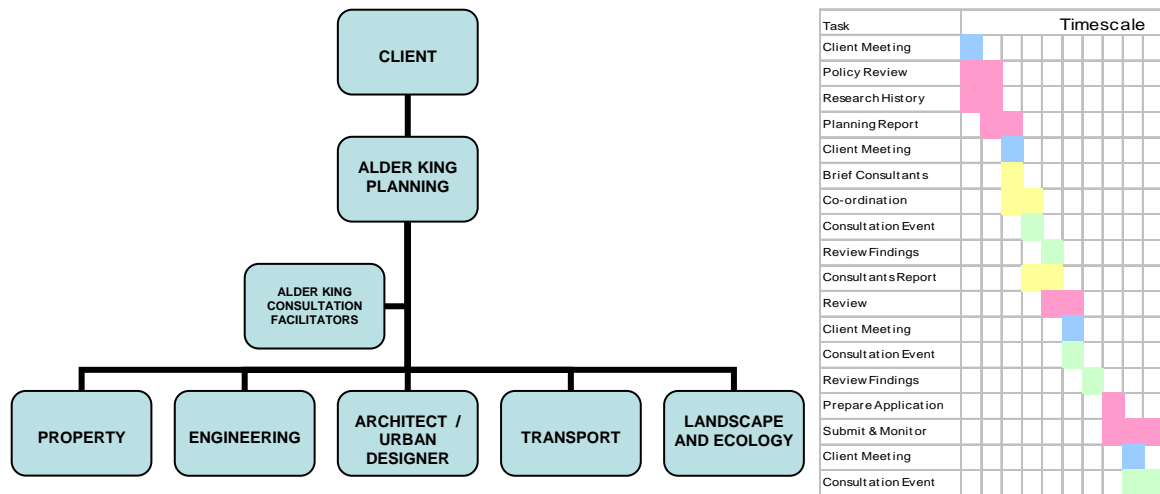 CLIENT
ALDER KING
PLANNING
ALDER KING
CONSULTATION
FACILITATORS
PROPERTY
ENGINEERING
ARCHITECT /
URBAN
DESIGNER
TRANSPORT
LANDSCAPE
AND ECOLOGY
Task Timescale
Client Meeting
Policy Review
Research History
Planning Report
Client Meeting
Brief Consultants
Co-ordination
Consultation Event
Review Findings
Consultants Report
Review
Client Meeting
Consultation Event
Review Findings
Prepare Application
Submit & Monitor
Client Meeting
Consultation Event